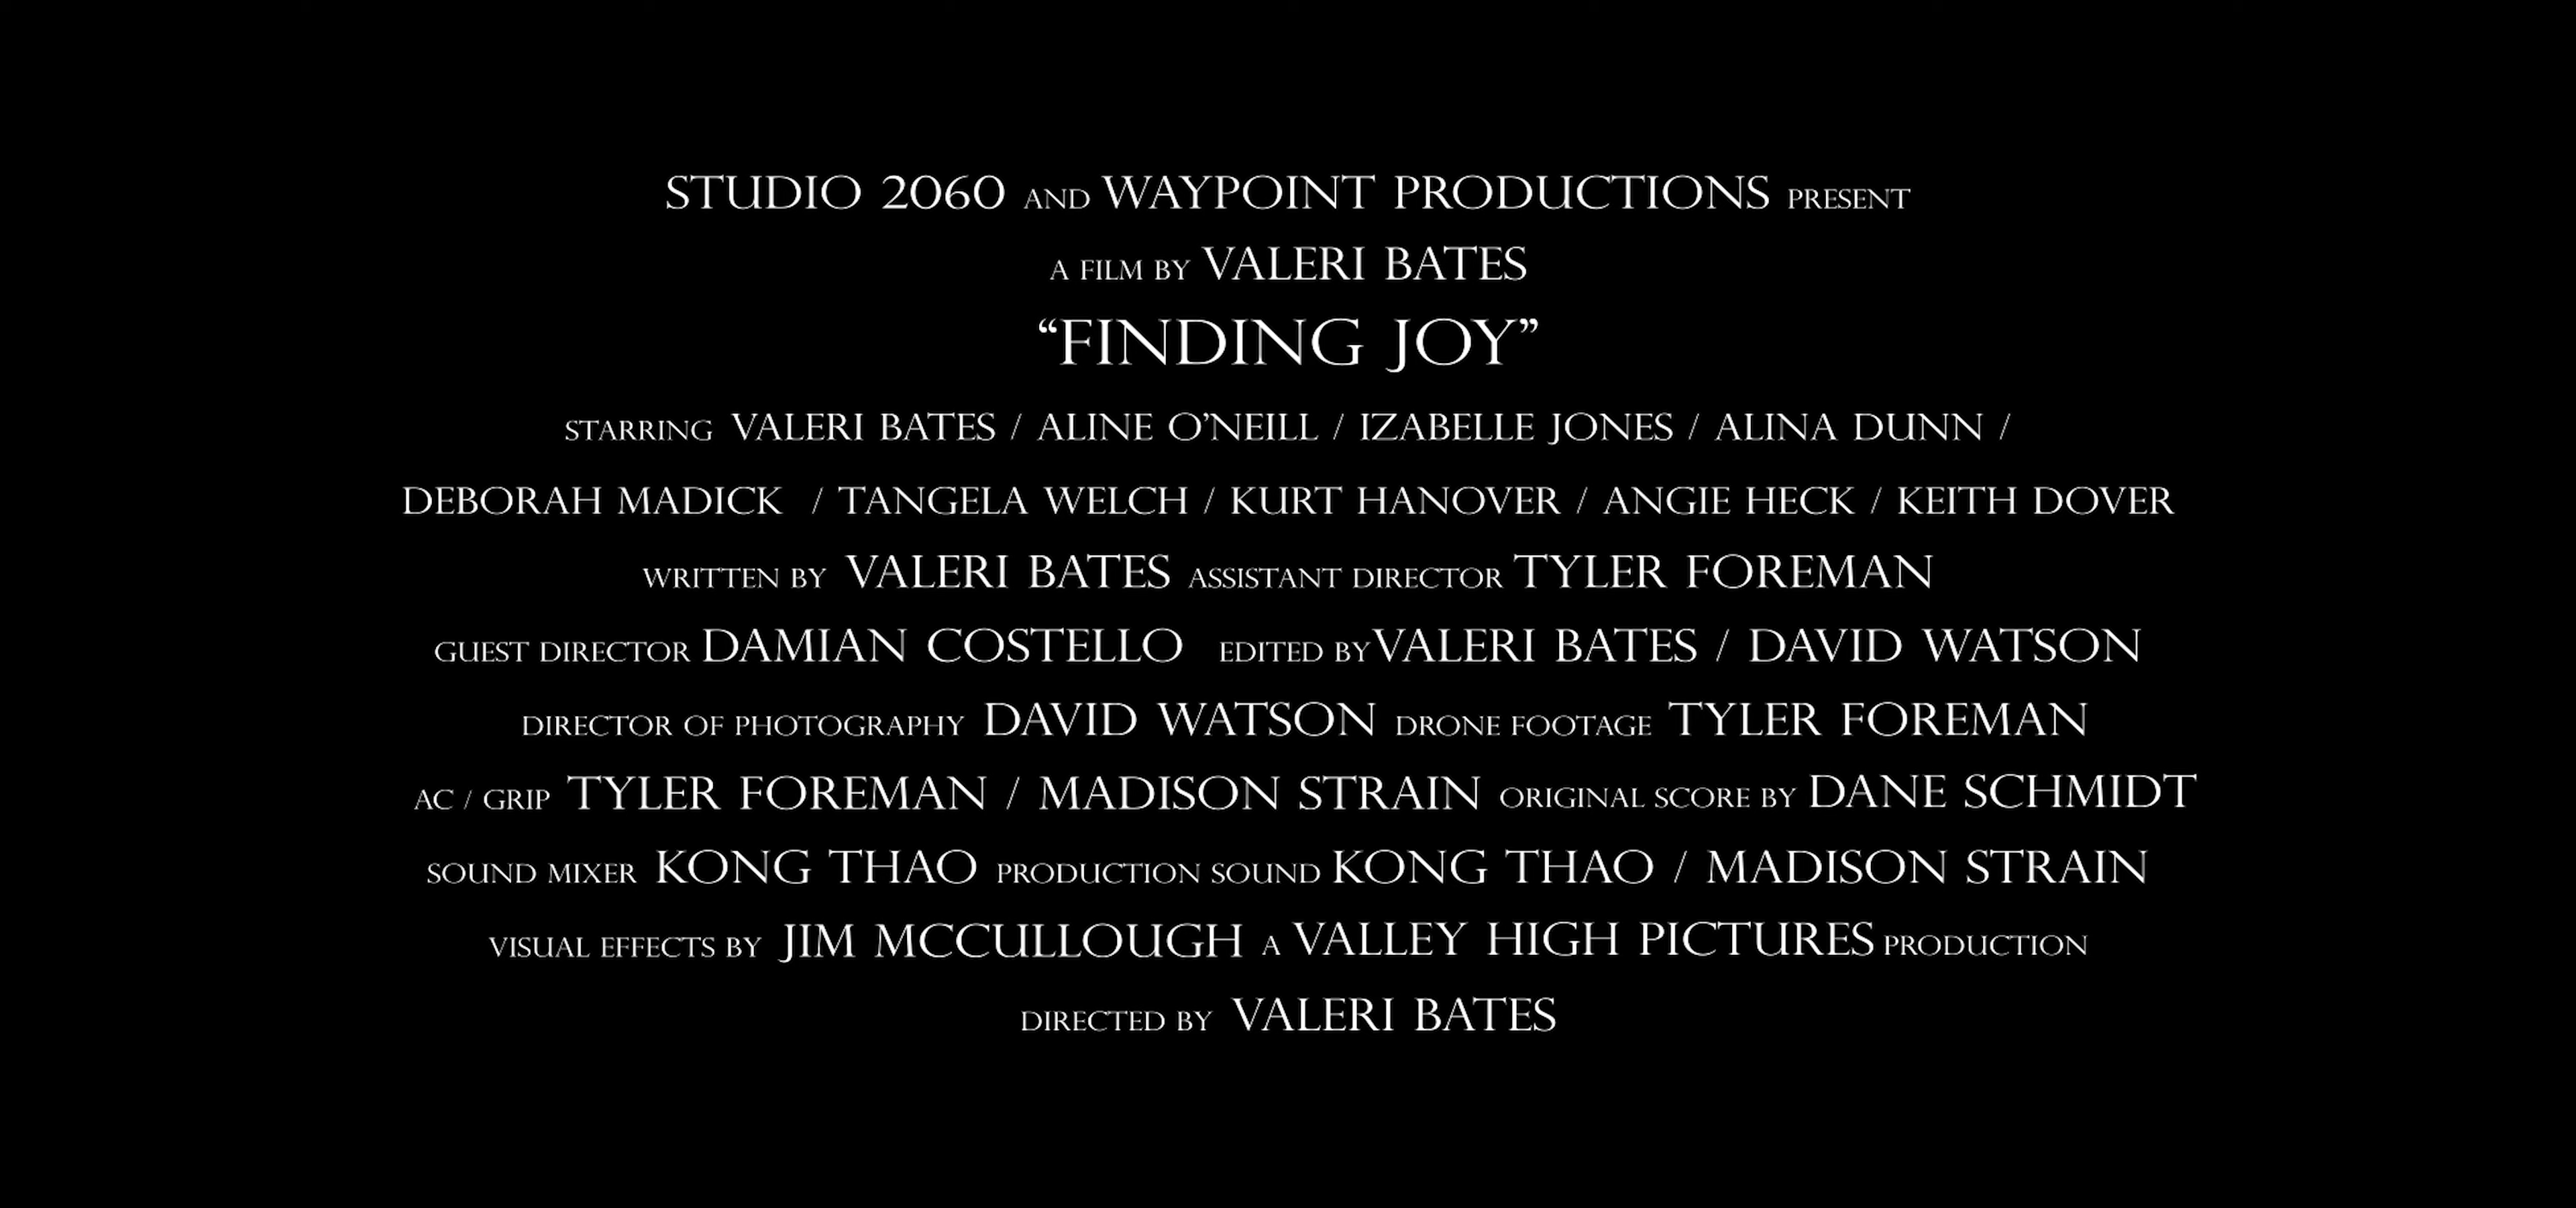 STUDIO 2060 AND WAYPOINT PRODUCTIONS PRESENT
A FILM BY VALERI BATES
“FINDING JOY”
STARRING VALERI BATES / ALINE O’NEILL / IZABELLE JONES / ALINA DUNN /
DEBORAH MADICK / TANGELA WELCH / KURT HANOVER / ANGIE HECK / KEITH DOVER
WRITTEN BY VALERI BATES ASSISTANT DIRECTOR TYLER FOREMAN
GUEST DIRECTOR DAMIAN COSTELLO EDITED BY VALERI BATES / DAVID WATSON
DIRECTOR OF PHOTOGRAPHY DAVID WATSON DRONE FOOTAGE TYLER FOREMAN
AC / GRIP TYLER FOREMAN / MADISON STRAIN ORIGINAL SCORE BY DANE SCHMIDT
SOUND MIXER KONG THAO PRODUCTION SOUND KONG THAO / MADISON STRAIN
VISUAL EFFECTS BY JIM MCCULLOUGH A VALLEY HIGH PICTURES PRODUCTION
DIRECTED BY VALERI BATES